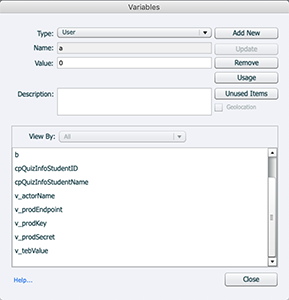 Variables
Type: User Add New
Name: a Update
Value: 0 Remove
Usage
Description: Unused Items
Geolocation
View By: All
b
cpQuizInfoStudentID
cpQuizInfoStudentName
v_actorName
v_prodEndpoint
v_prodKey
v_prodSecret
v_tebValue
Help... Close